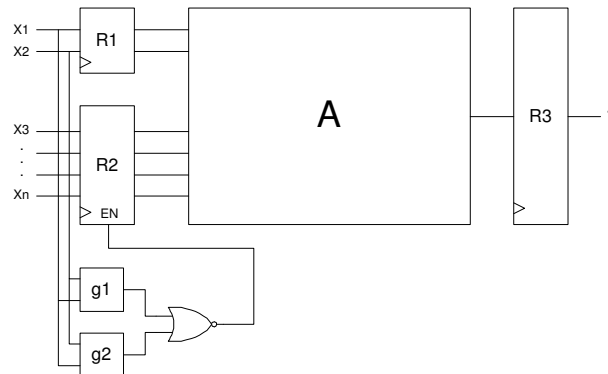 X1
X2
R1
A
R3
X3
.
.
.
Xn
R2
EN
g1
g2